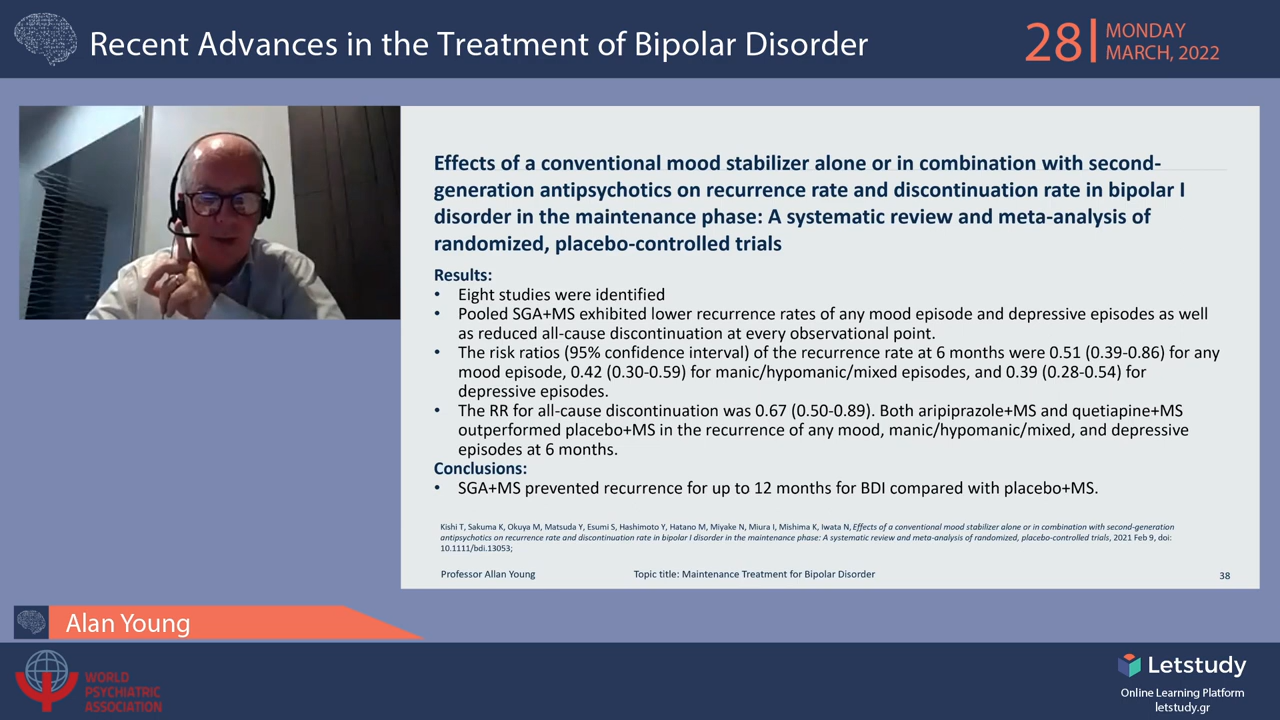 Recent Advances in the Treatment of Bipolar Disorder
28
MONDAY
MARCH, 2022
Effects of a conventional mood stabilizer alone or in combination with second-
generation antipsychotics on recurrence rate and discontinuation rate in bipolar I
disorder in the maintenance phase: A systematic review and meta-analysis of
randomized, placebo-controlled trials
Results:
• Eight studies were identified
• Pooled SGA+MS exhibited lower recurrence rates of any mood episode and depressive episodes as well
as reduced all-cause discontinuation at every observational point.
• The risk ratios (95% confidence interval) of the recurrence rate at 6 months were 0.51 (0.39-0.86) for any
mood episode, 0.42 (0.30-0.59) for manic/hypomanic/mixed episodes, and 0.39 (0.28-0.54) for
depressive episodes.
• The RR for all-cause discontinuation was 0.67 (0.50-0.89). Both aripiprazole+MS and quetiapine+MS
outperformed placebo+MS in the recurrence of any mood, manic/hypomanic/mixed, and depressive
episodes at 6 months.
Conclusions:
• SGA+MS prevented recurrence for up to 12 months for BDI compared with placebo+MS.
Kishi T, Sakuma K, Okuya M, Matsuda Y, Esumi S, Hashimoto Y, Hatano M, Miyake N, Miura I, Mishima K, Iwata N, Effects of a conventional mood stabilizer alone or in combination with second-generation
antipsychotics on recurrence rate and discontinuation rate in bipolar I disorder in the maintenance phase: A systematic review and meta-analysis of randomized, placebo-controlled trials, 2021 Feb 9, doi:
10.1111/bdi.13053;
Professor Allan Young
Topic title: Maintenance Treatment for Bipolar Disorder
38
Alan Young
WORLD
PSYCHIATRIC
ASSOCIATION
Letstudy
Online Learning Platform
letstudy.gr